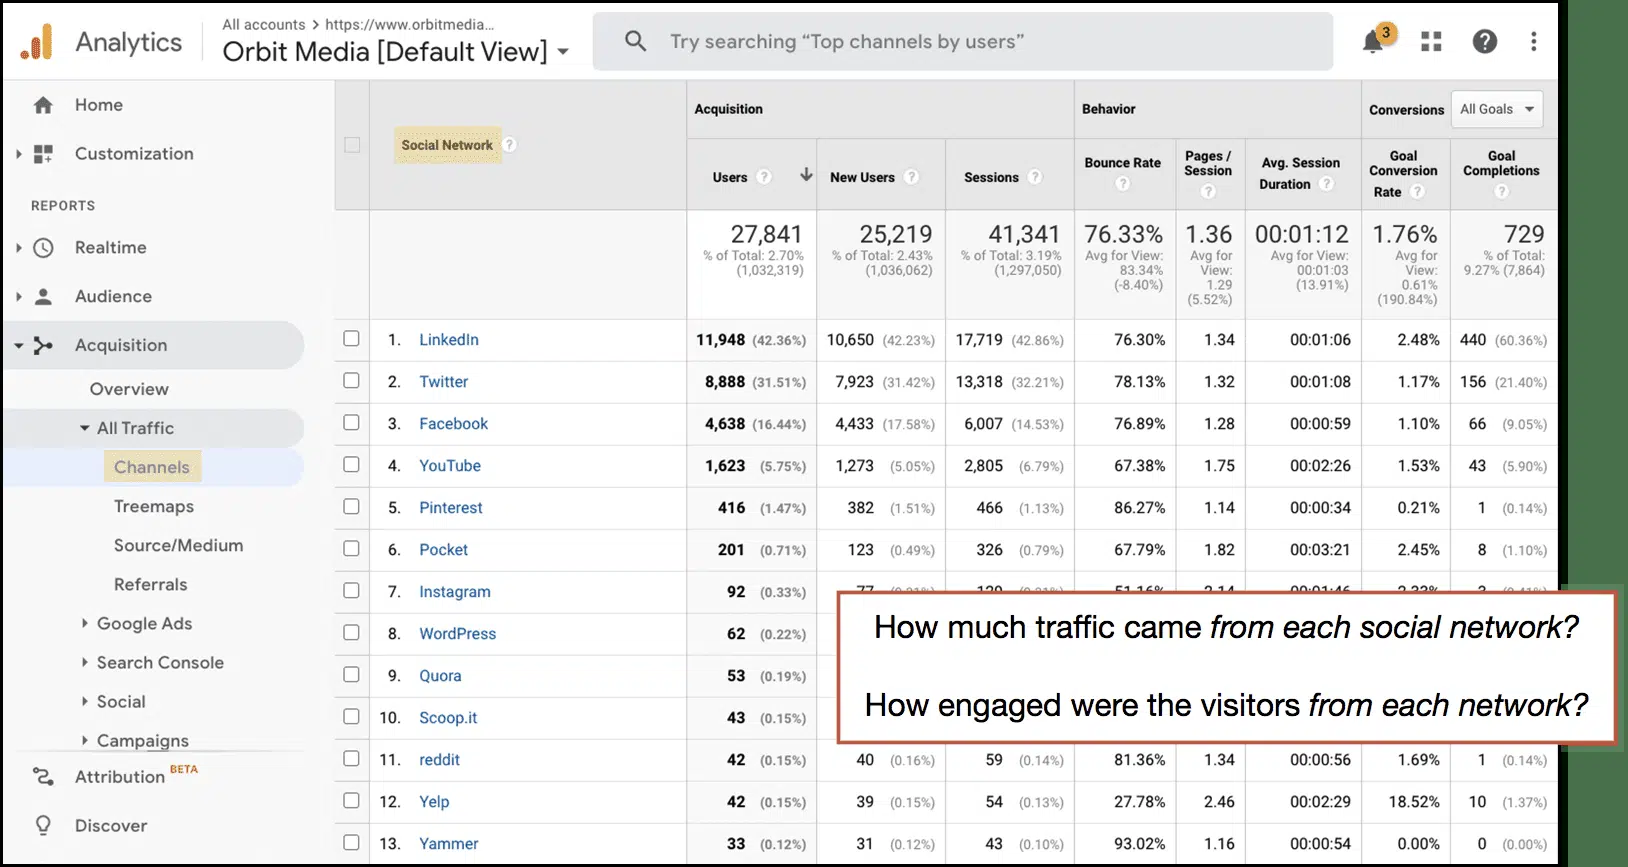 Analytics
All accounts > https://www.orbitmedia...
Orbit Media [Default View]
Try searching “Top channels by users”
3
Home
Customization
REPORTS
Realtime
Audience
Acquisition
Overview
All Traffic
Channels
Treemaps
Source/Medium
Referrals
Google Ads
Search Console
Social
Campaigns
Attribution BETA
Discover
Acquisition Behavior Conversions All Goals
Social Network
Users New Users Sessions Bounce Rate Pages / Session Avg. Session Duration Goal Conversion Rate Goal Completions
27,841 25,219 41,341 76.33% 1.36 00:01:12 1.76% 729
% of Total: 2.70% (1,032,319) % of Total: 2.43% (1,036,062) % of Total: 3.19% (1,297,050) Avg for View: 83.34% (-8.40%) Avg for View: 1.29 (5.52%) Avg for View: 00:01:03 (13.91%) Avg for View: 0.61% (190.84%) % of Total: 9.27% (7,864)
1. LinkedIn 11,948 (42.36%) 10,650 (42.23%) 17,719 (42.86%) 76.30% 1.34 00:01:06 2.48% 440 (60.36%)
2. Twitter 8,888 (31.51%) 7,923 (31.42%) 13,318 (32.21%) 78.13% 1.32 00:01:08 1.17% 156 (21.40%)
3. Facebook 4,638 (16.44%) 4,433 (17.58%) 6,007 (14.53%) 76.89% 1.28 00:00:59 1.10% 66 (9.05%)
4. YouTube 1,623 (5.75%) 1,273 (5.05%) 2,805 (6.79%) 67.38% 1.75 00:02:26 1.53% 43 (5.90%)
5. Pinterest 416 (1.47%) 382 (1.51%) 466 (1.13%) 86.27% 1.14 00:00:34 0.21% 1 (0.14%)
6. Pocket 201 (0.71%) 123 (0.49%) 326 (0.79%) 67.79% 1.82 00:03:21 2.45% 8 (1.10%)
7. Instagram 92 (0.33%)
8. WordPress 62 (0.22%)
9. Quora 53 (0.19%)
10. Scoop.it 43 (0.15%)
11. reddit 42 (0.15%) 40 (0.16%) 59 (0.14%) 81.36% 1.34 00:00:56 1.69% 1 (0.14%)
12. Yelp 42 (0.15%) 39 (0.15%) 54 (0.13%) 27.78% 2.46 00:02:29 18.52% 10 (1.37%)
13. Yammer 33 (0.12%) 31 (0.12%) 43 (0.10%) 93.02% 1.16 00:00:54 0.00% 0 (0.00%)
How much traffic came from each social network?
How engaged were the visitors from each network?